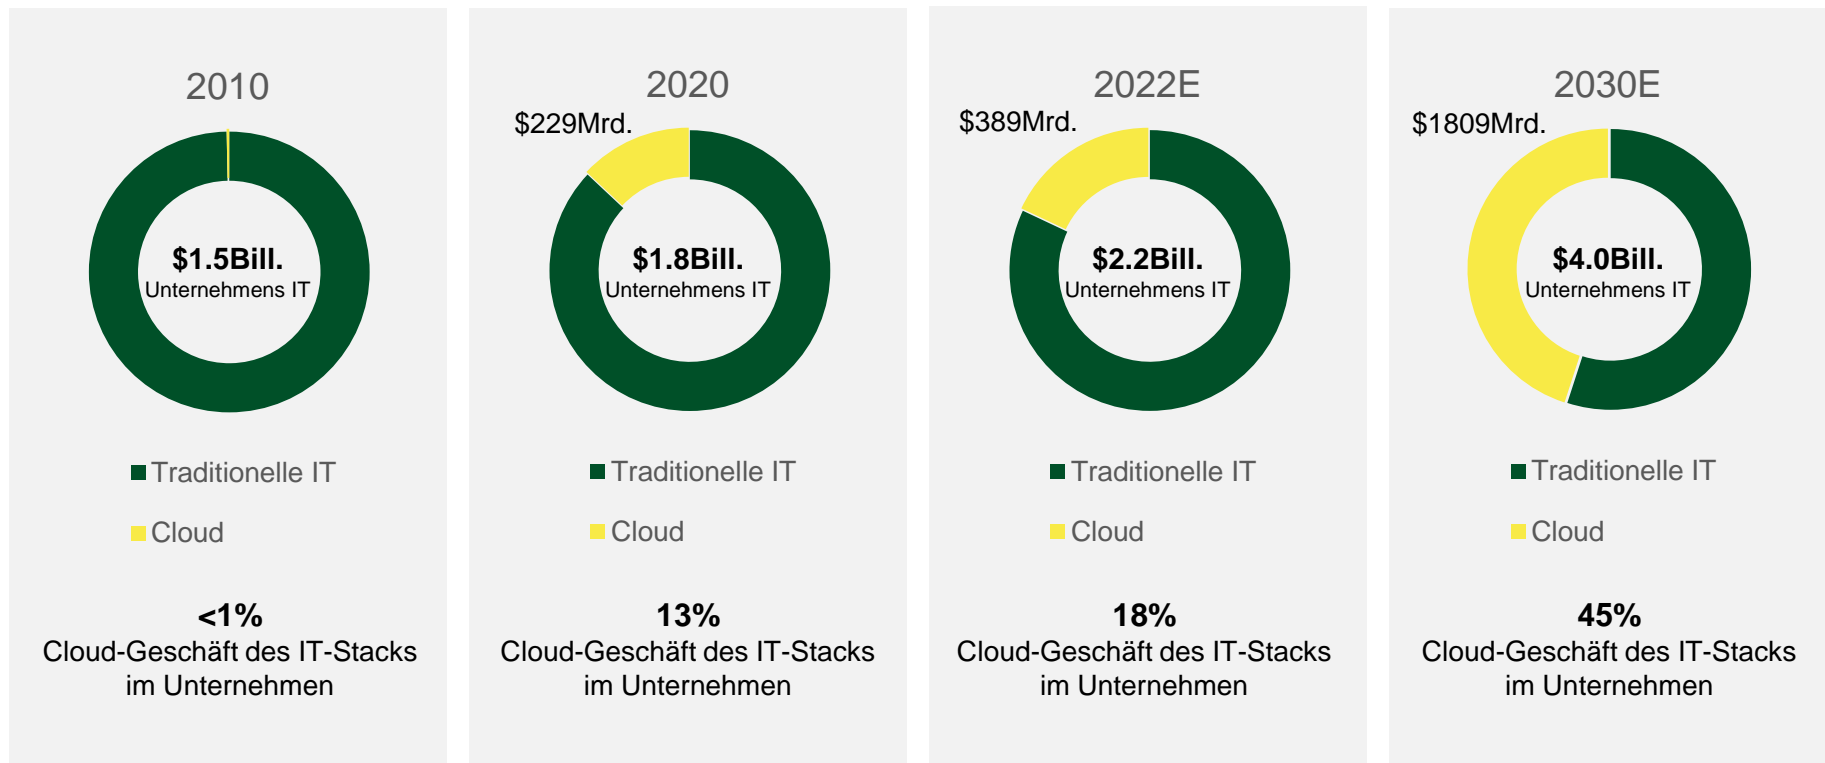 2010
$1.5Bill.
Unternehmens IT
Traditionelle IT
Cloud
<1%
Cloud-Geschäft des IT-Stacks
im Unternehmen
2020
$229Mrd.
$1.8Bill.
Unternehmens IT
Traditionelle IT
Cloud
13%
Cloud-Geschäft des IT-Stacks
im Unternehmen
2022E
$389Mrd.
$2.2Bill.
Unternehmens IT
Traditionelle IT
Cloud
18%
Cloud-Geschäft des IT-Stacks
im Unternehmen
2030E
$1809Mrd.
$4.0Bill.
Unternehmens IT
Traditionelle IT
Cloud
45%
Cloud-Geschäft des IT-Stacks
im Unternehmen